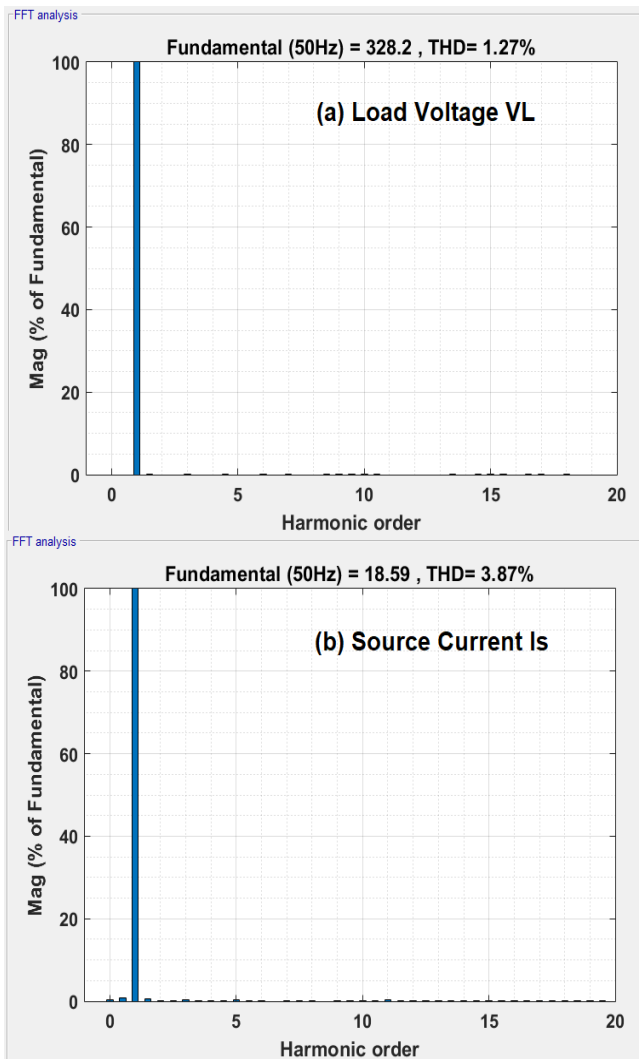 FFT analysis
Fundamental (50Hz) = 328.2 , THD= 1.27%
100
(a) Load Voltage VL
80
60
40
20
0
Mag (% of Fundamental)
0 5 10 15 20
Harmonic order
FFT analysis
Fundamental (50Hz) = 18.59 , THD= 3.87%
100
(b) Source Current Is
80
60
40
20
0
Mag (% of Fundamental)
0 5 10 15 20
Harmonic order